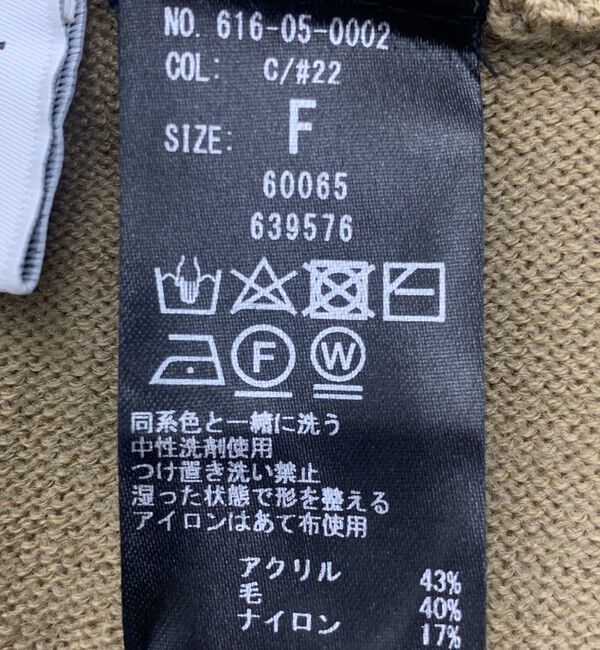 NO. 616-05-0002
COL: C/#22
SIZE: F
60065
639576
F W
同系色と一緒に洗う
中性洗剤使用
つけ置き洗い禁止
湿った状態で形を整える
アイロンはあて布使用
アクリル 43%
毛 40%
ナイロン 17%